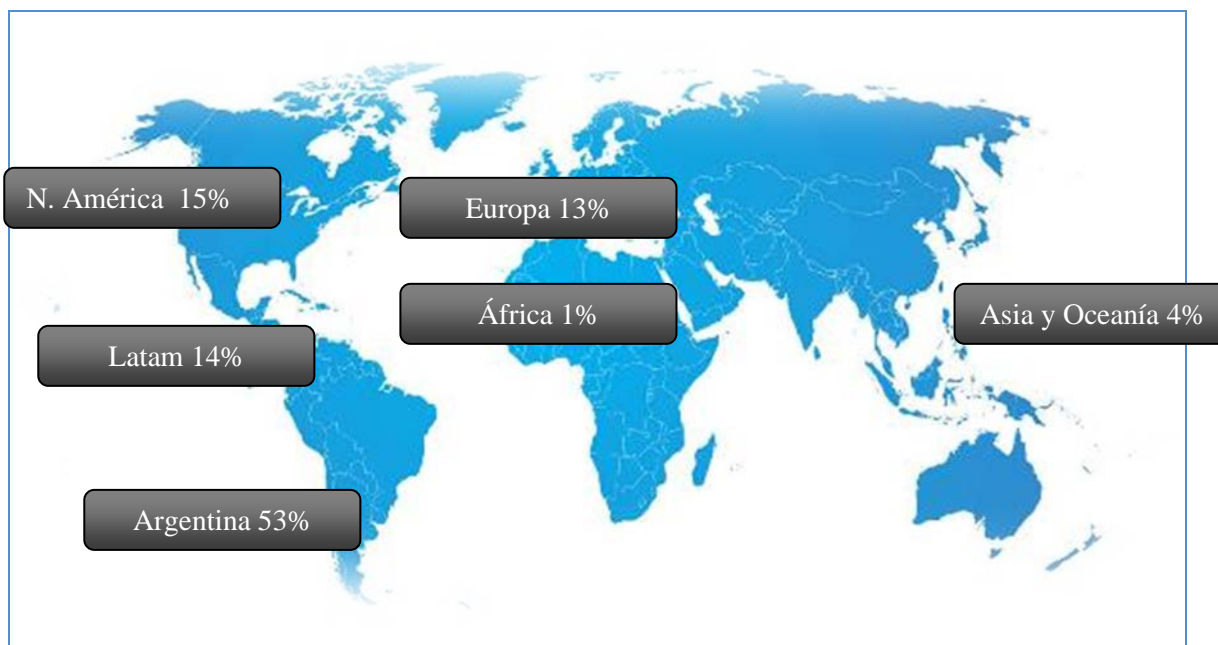 N. América 15%
Europa 13%
África 1%
Asia y Oceanía 4%
Latam 14%
Argentina 53%